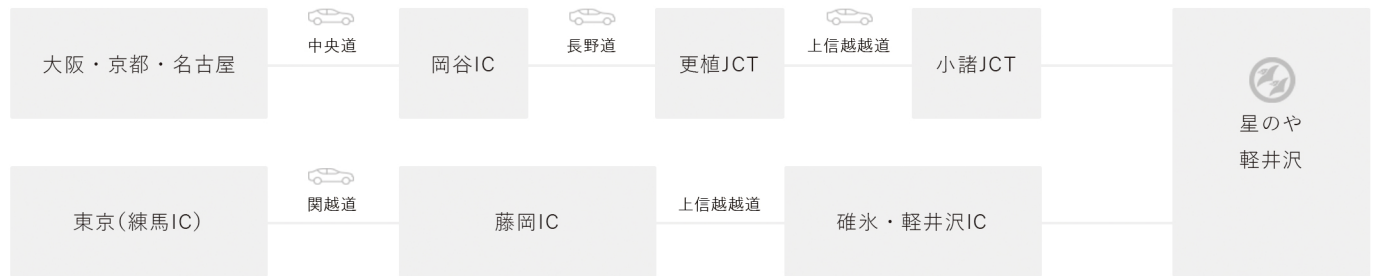 大阪・京都・名古屋
中央道
岡谷IC
長野道
更植JCT
上信越越道
小諸JCT
星のや
軽井沢
東京(練馬IC)
関越道
藤岡IC
上信越越道
碓氷・軽井沢IC